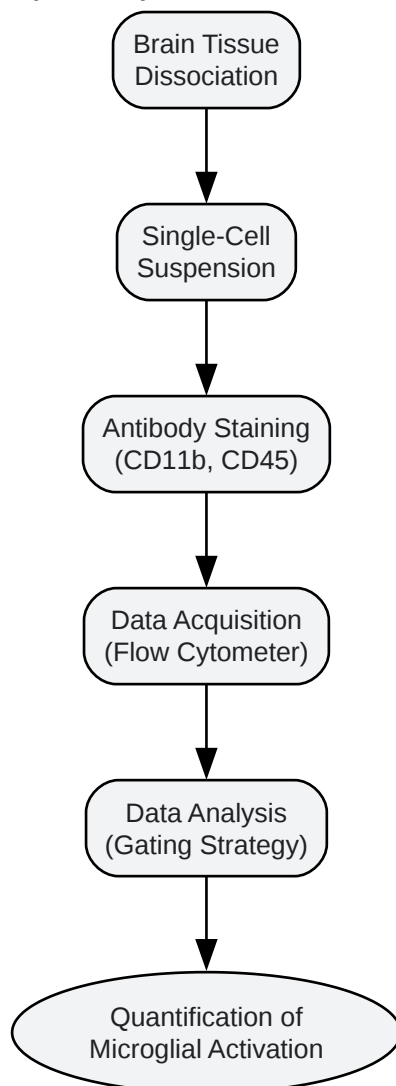 Brain Tissue
Dissociation
Single-Cell
Suspension
Antibody Staining
(CD11b, CD45)
Data Acquisition
(Flow Cytometer)
Data Analysis
(Gating Strategy)
Quantification of
Microglial Activation